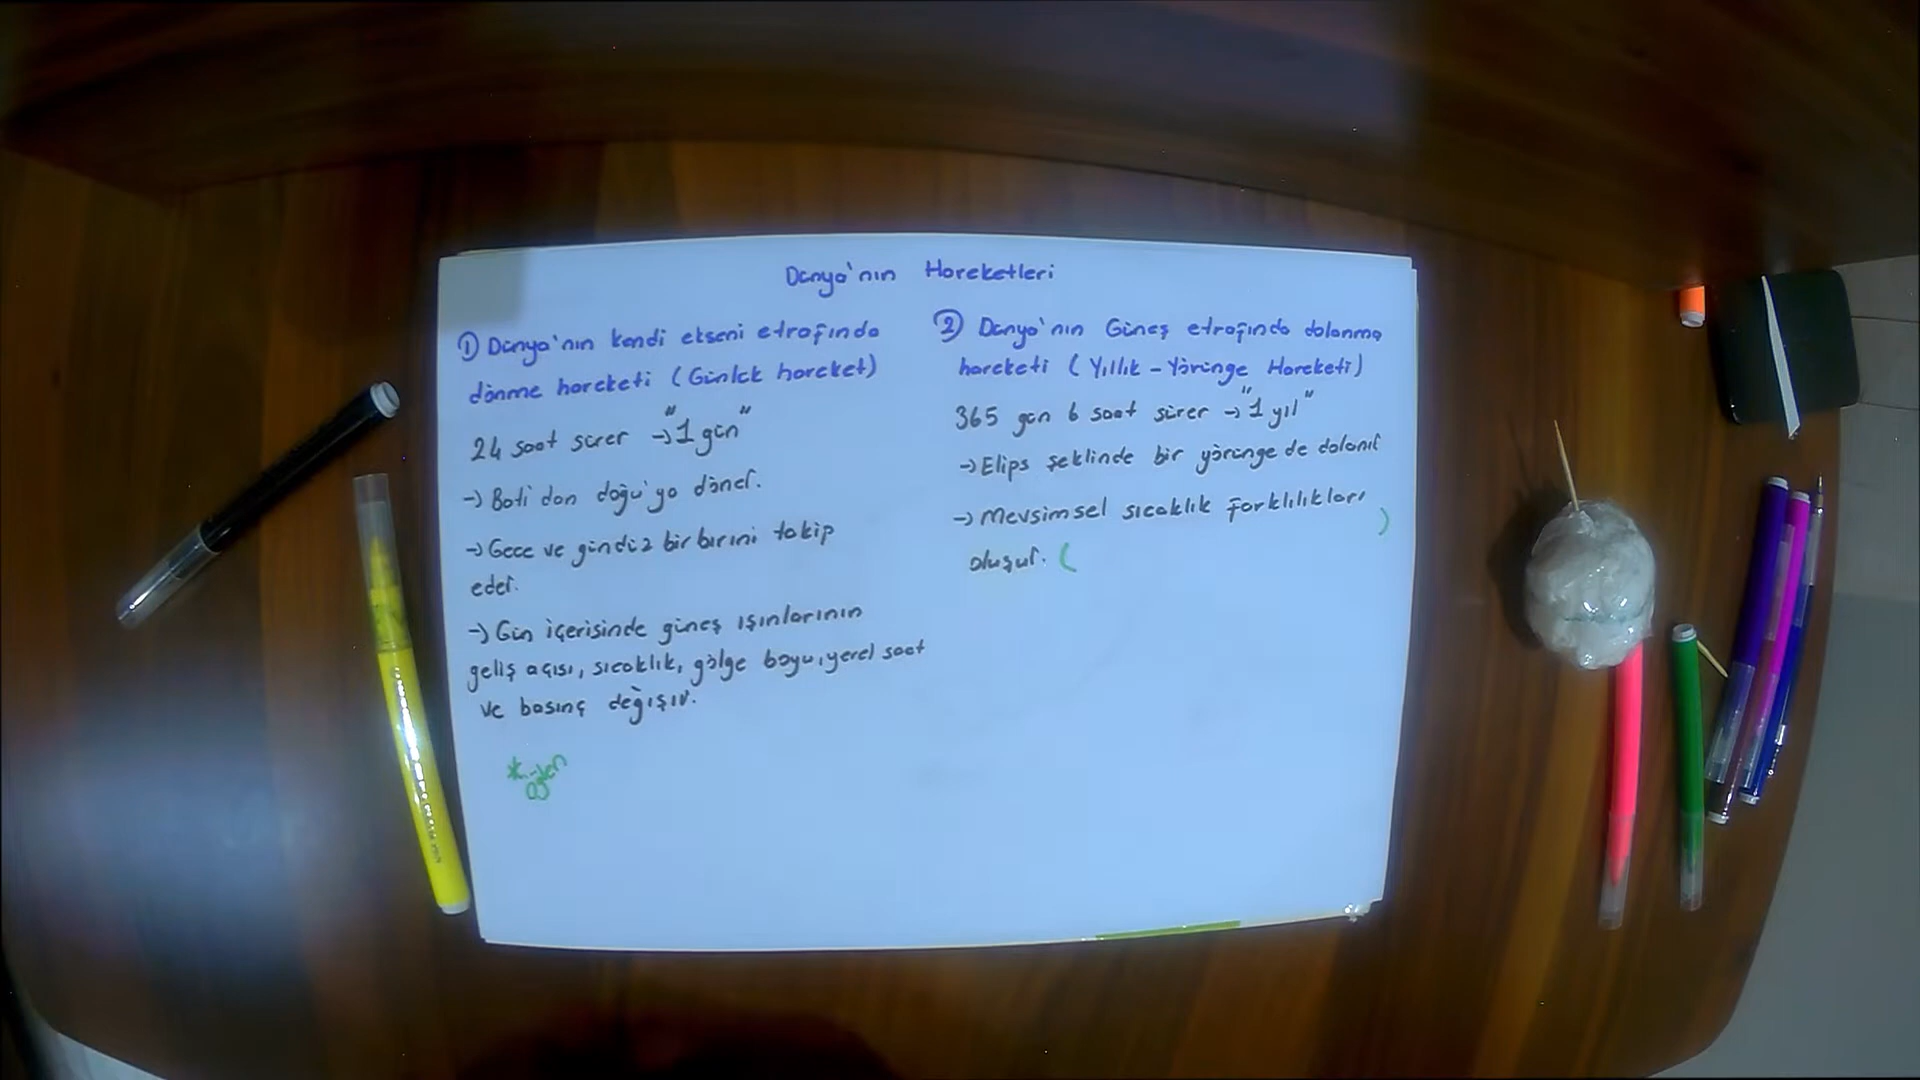 Dünya'nın Hareketleri
① Dünya'nın kendi ekseni etrafında
dönme hareketi (Günlük hareket)
24 saat sürer → "1 gün"
→ Batı'dan doğu'ya döner.
→ Gece ve gündüz birbirini takip
eder.
→ Gün içerisinde güneş ışınlarının
geliş açısı, sıcaklık, gölge boyu, yerel saat
ve basınç değişir.
* öğlen
② Dünya'nın Güneş etrafında dolanma
hareketi (Yıllık - Yörünge Hareketi)
365 gün 6 saat sürer → "1 yıl"
→ Elips şeklinde bir yörünge de dolanır
→ Mevsimsel sıcaklık farklılıkları )
oluşur. (